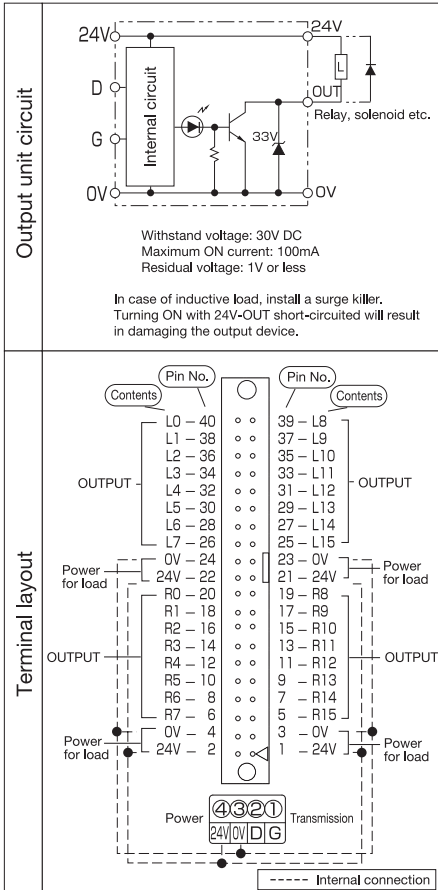 Output unit circuit
24V
24V
L
D
Internal circuit
OUT
Relay, solenoid etc.
G
33V
0V
0V
Withstand voltage: 30V DC
Maximum ON current: 100mA
Residual voltage: 1V or less
In case of inductive load, install a surge killer.
Turning ON with 24V-OUT short-circuited will result
in damaging the output device.
Terminal layout
Pin No. Pin No.
Contents Contents
L0 – 40 39 – L8
L1 – 38 37 – L9
L2 – 36 35 – L10
L3 – 34 33 – L11
OUTPUT OUTPUT
L4 – 32 31 – L12
L5 – 30 29 – L13
L6 – 28 27 – L14
L7 – 26 25 – L15
0V – 24 23 – 0V
Power for load Power for load
24V – 22 21 – 24V
R0 – 20 19 – R8
R1 – 18 17 – R9
R2 – 16 15 – R10
R3 – 14 13 – R11
OUTPUT OUTPUT
R4 – 12 11 – R12
R5 – 10 9 – R13
R6 – 8 7 – R14
R7 – 6 5 – R15
0V – 4 3 – 0V
Power for load Power for load
24V – 2 1 – 24V
④③②①
Power Transmission
24V 0V D G
Internal connection